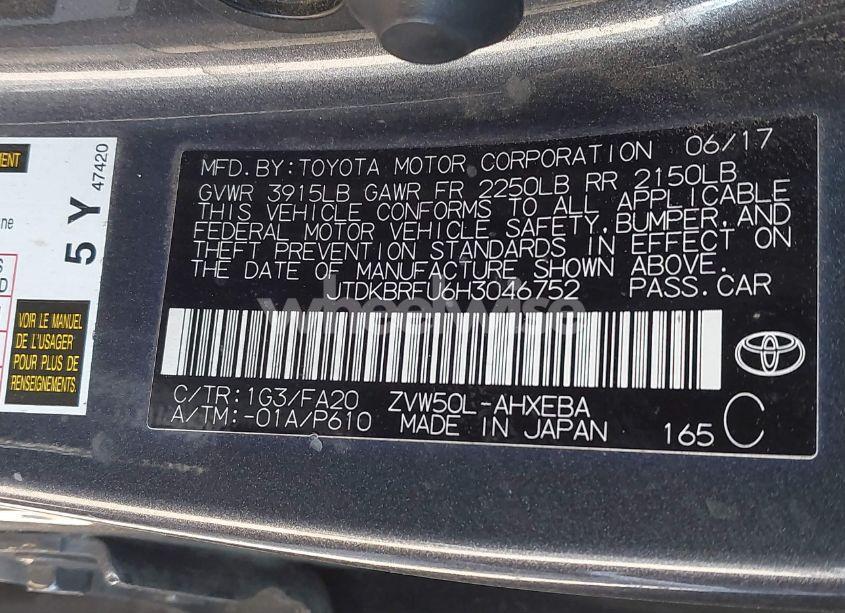 MENT
ne
S
D
VOIR LE MANUEL
DE L'USAGER
POUR PLUS DE
RENSEIGNEMENTS.
5 Y 47420
MFD. BY: TOYOTA MOTOR CORPORATION 06/17
GVWR 3915LB GAWR FR 2250LB RR 2150LB
THIS VEHICLE CONFORMS TO ALL APPLICABLE
FEDERAL MOTOR VEHICLE SAFETY, BUMPER, AND
THEFT PREVENTION STANDARDS IN EFFECT ON
THE DATE OF MANUFACTURE SHOWN ABOVE.
JTDKBRFU6H3046752 PASS. CAR
wheelwise
C/TR: 1G3/FA20 ZVW50L-AHXEBA
A/TM: -01A/P610 MADE IN JAPAN 165 C